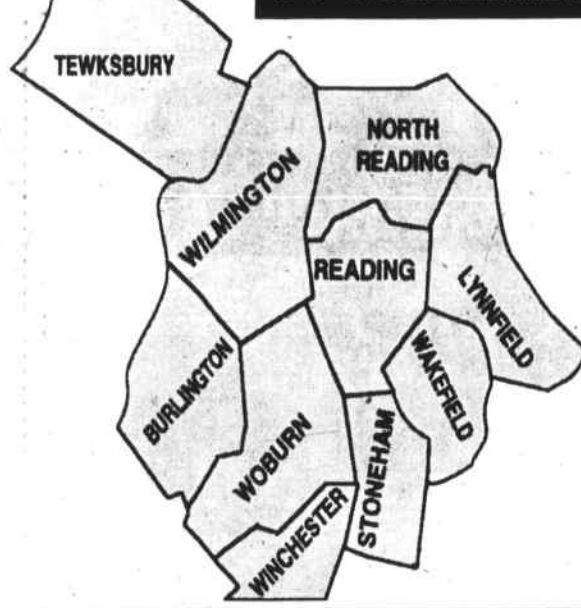 TEWKSBURY
NORTH
READING
WILMINGTON
READING
LYNNFIELD
BURLINGTON
WAKEFIELD
WOBURN
STONEHAM
WINCHESTER